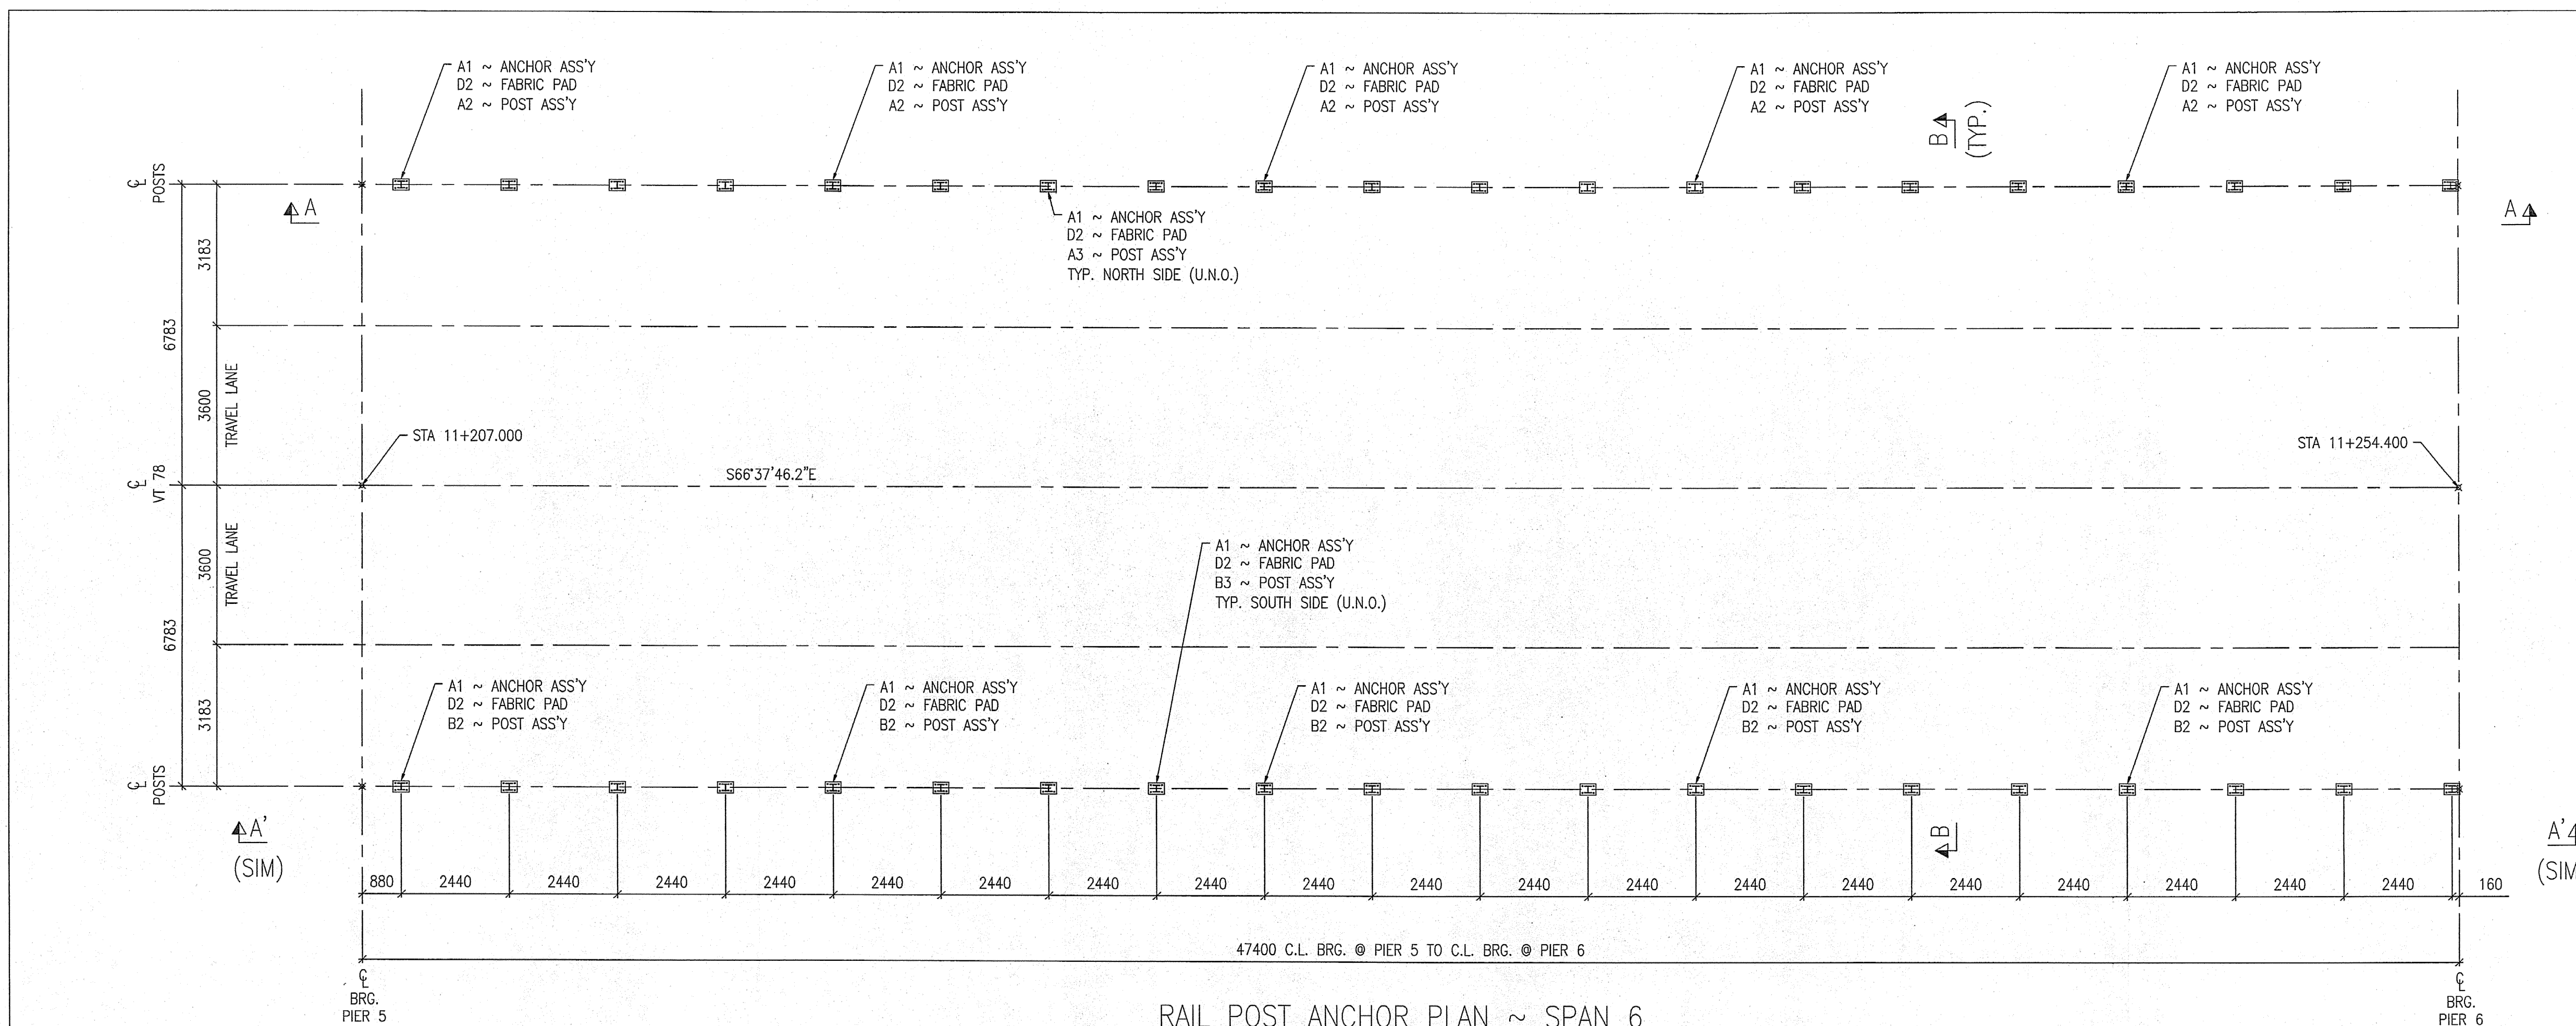 A1 ~ ANCHOR ASS'Y
D2 ~ FABRIC PAD
A2 ~ POST ASS'Y
A1 ~ ANCHOR ASS'Y
D2 ~ FABRIC PAD
A2 ~ POST ASS'Y
A1 ~ ANCHOR ASS'Y
D2 ~ FABRIC PAD
A2 ~ POST ASS'Y
A1 ~ ANCHOR ASS'Y
D2 ~ FABRIC PAD
A2 ~ POST ASS'Y
A1 ~ ANCHOR ASS'Y
D2 ~ FABRIC PAD
A2 ~ POST ASS'Y
B
(TYP.)
℄
POSTS
A
A
A1 ~ ANCHOR ASS'Y
D2 ~ FABRIC PAD
A3 ~ POST ASS'Y
TYP. NORTH SIDE (U.N.O.)
3183
6783
3600
TRAVEL LANE
STA 11+207.000
STA 11+254.400
S66°37'46.2"E
℄
VT 78
3600
TRAVEL LANE
6783
3183
A1 ~ ANCHOR ASS'Y
D2 ~ FABRIC PAD
B3 ~ POST ASS'Y
TYP. SOUTH SIDE (U.N.O.)
A1 ~ ANCHOR ASS'Y
D2 ~ FABRIC PAD
B2 ~ POST ASS'Y
A1 ~ ANCHOR ASS'Y
D2 ~ FABRIC PAD
B2 ~ POST ASS'Y
A1 ~ ANCHOR ASS'Y
D2 ~ FABRIC PAD
B2 ~ POST ASS'Y
A1 ~ ANCHOR ASS'Y
D2 ~ FABRIC PAD
B2 ~ POST ASS'Y
A1 ~ ANCHOR ASS'Y
D2 ~ FABRIC PAD
B2 ~ POST ASS'Y
℄
POSTS
A'
(SIM)
B
A'
(SIM
880 2440 2440 2440 2440 2440 2440 2440 2440 2440 2440 2440 2440 2440 2440 2440 2440 2440 2440 2440 160
47400 C.L. BRG. @ PIER 5 TO C.L. BRG. @ PIER 6
℄
BRG.
PIER 5
℄
BRG.
PIER 6
RAIL POST ANCHOR PLAN ~ SPAN 6